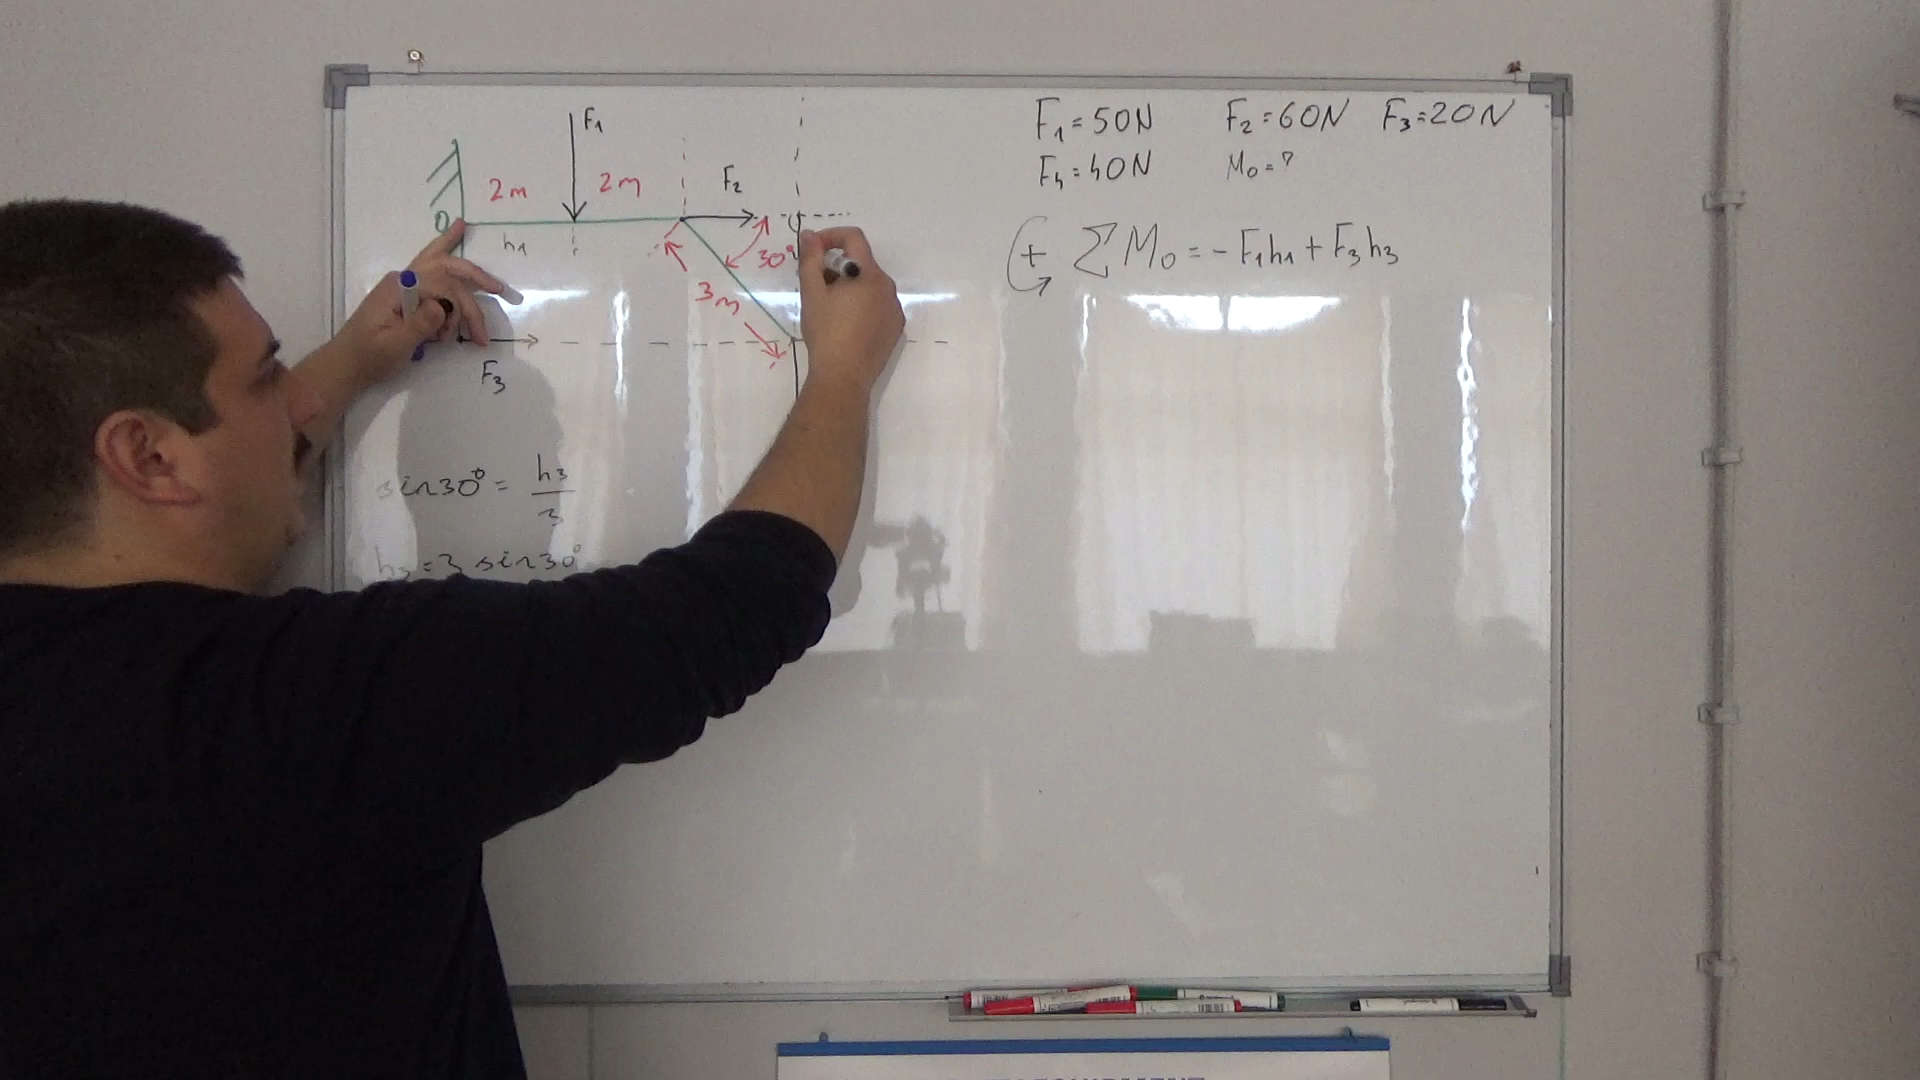 F₁=50N F₂=60N F₃=20N
F₄=40N M₀=?
+ ΣM₀=-F₁h₁+F₃h₃
F₁
2m 2m F₂
O
h₁ 30°
3m
F₃
sin30°= h₃/3
h₃=3 sin30°